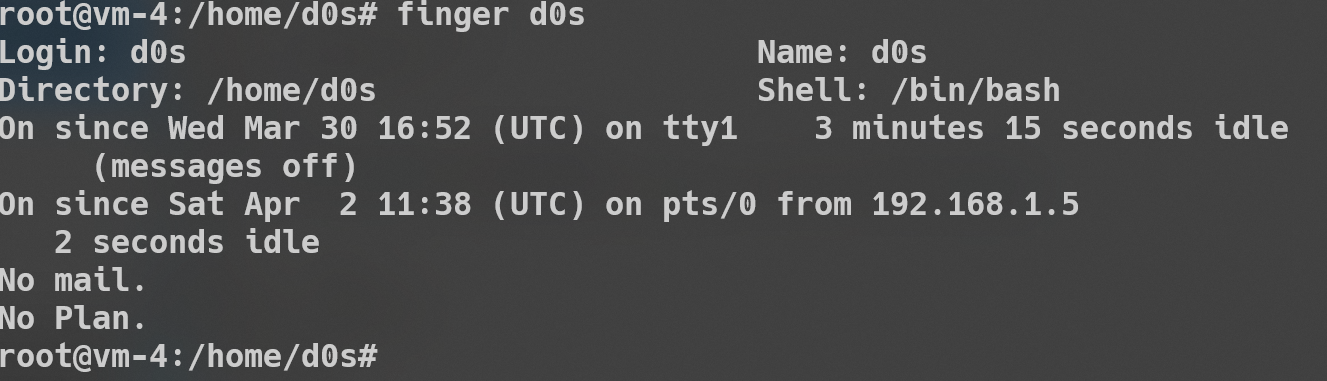 root@vm-4:/home/d0s# finger d0s
Login: d0s                              Name: d0s
Directory: /home/d0s                    Shell: /bin/bash
On since Wed Mar 30 16:52 (UTC) on tty1    3 minutes 15 seconds idle
     (messages off)
On since Sat Apr  2 11:38 (UTC) on pts/0 from 192.168.1.5
   2 seconds idle
No mail.
No Plan.
root@vm-4:/home/d0s#